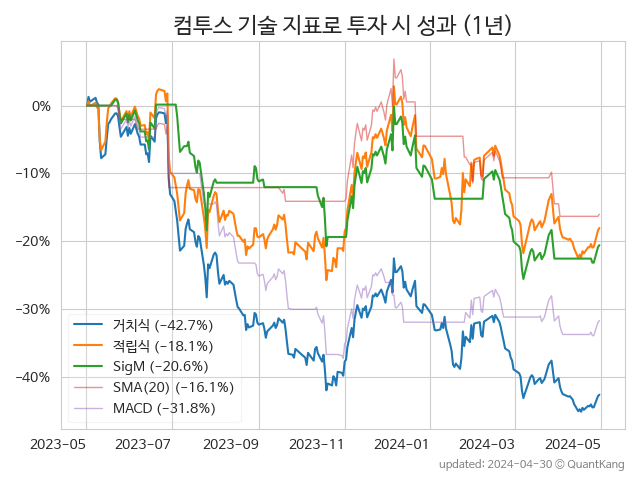 컴투스 기술 지표로 투자 시 성과 (1년)
0%
−10%
−20%
−30%
−40%
거치식 (−42.7%)
적립식 (−18.1%)
SigM (−20.6%)
SMA(20) (−16.1%)
MACD (−31.8%)
2023-05 2023-07 2023-09 2023-11 2024-01 2024-03 2024-05
updated: 2024-04-30 © QuantKang